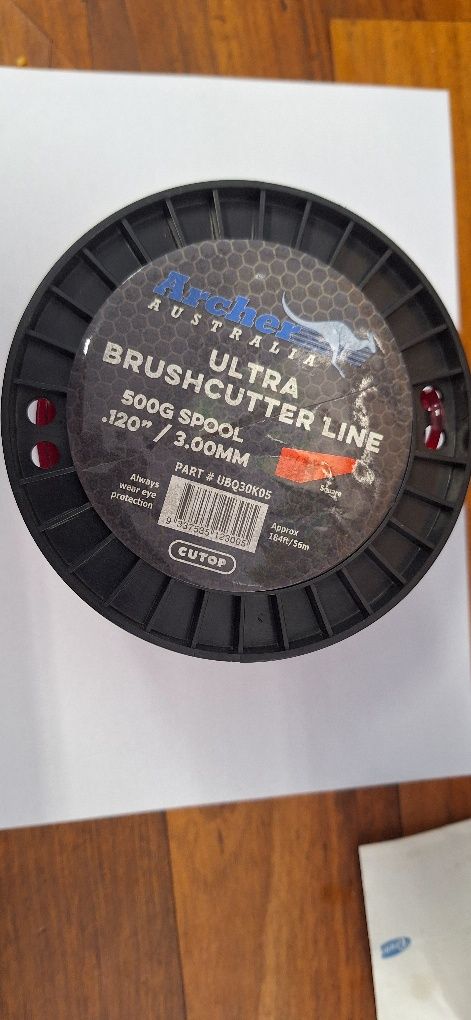 Archer
AUSTRALIA
ULTRA
BRUSHCUTTER LINE
500G SPOOL
.120" / 3.00MM
PART # UBQ30K05
Square
Always
wear eye
protection
Approx
184ft/56m
CUTOP